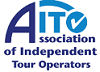 AITO
Association
of Independent
Tour Operators